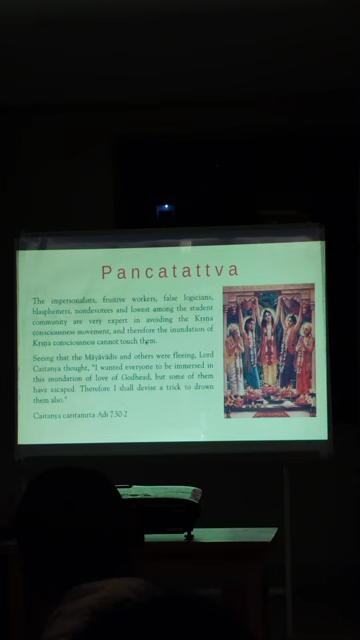 Pancatattva
The impersonalists, fruitive workers, false logicians,
blasphemers, nondevotees and lowest among the student
community are very expert in avoiding the Kṛṣṇa
consciousness movement, and therefore the inundation of
Kṛṣṇa consciousness cannot touch them.
Seeing that the Māyāvādīs and others were fleeing, Lord
Caitanya thought, "I wanted everyone to be immersed in
this inundation of love of Godhead, but some of them
have escaped. Therefore I shall devise a trick to drown
them also."
Caitanya caritamrta Adi 7.30-2